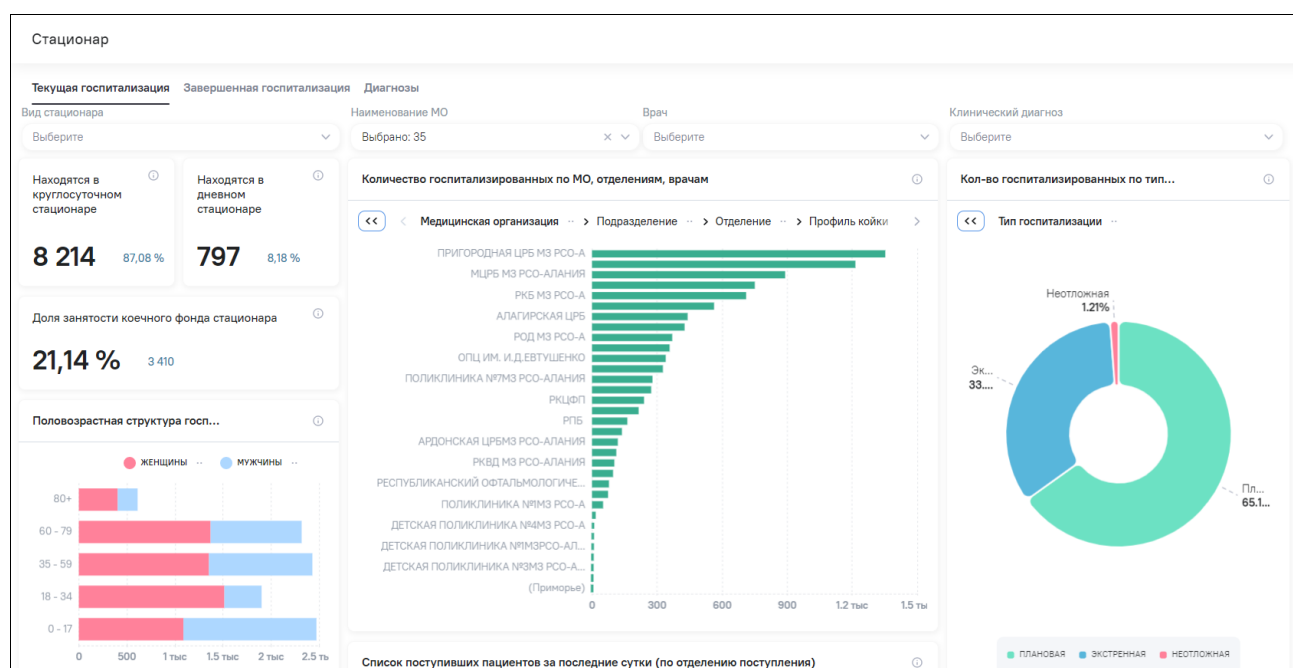 Стационар
Текущая госпитализация Завершенная госпитализация Диагнозы
Вид стационара Наименование МО Врач Клинический диагноз
Выберите Выбрано: 35 Выберите Выберите
Находятся в
круглосуточном
стационаре
8 214 87,08 %
Находятся в
дневном
стационаре
797 8,18 %
Доля занятости коечного фонда стационара
21,14 % 3 410
Половозрастная структура госп...
ЖЕНЩИНЫ МУЖЧИНЫ
80+
60 - 79
35 - 59
18 - 34
0 - 17
0 500 1 тыс 1.5 тыс 2 тыс 2.5 ть
Количество госпитализированных по МО, отделениям, врачам
Медицинская организация Подразделение Отделение Профиль койки
ПРИГОРОДНАЯ ЦРБ МЗ РСО-А
МЦРБ МЗ РСО-АЛАНИЯ
РКБ МЗ РСО-А
АЛАГИРСКАЯ ЦРБ
РОД МЗ РСО-А
ОПЦ ИМ. И.Д.ЕВТУШЕНКО
ПОЛИКЛИНИКА №7МЗ РСО-АЛАНИЯ
РКЦФП
РПБ
АРДОНСКАЯ ЦРБМЗ РСО-АЛАНИЯ
РКВД МЗ РСО-АЛАНИЯ
РЕСПУБЛИКАНСКИЙ ОФТАЛЬМОЛОГИЧЕ...
ПОЛИКЛИНИКА №1МЗ РСО-А
ДЕТСКАЯ ПОЛИКЛИНИКА №4МЗ РСО-А
ДЕТСКАЯ ПОЛИКЛИНИКА №1МЗРСО-АЛ...
ДЕТСКАЯ ПОЛИКЛИНИКА №3МЗ РСО-А...
(Приморье)
0 300 600 900 1.2 тыс 1.5 ты
Список поступивших пациентов за последние сутки (по отделению поступления)
Кол-во госпитализированных по тип...
Тип госпитализации
Неотложная
1.21%
Эк...
33....
Пл...
65.1...
ПЛАНОВАЯ ЭКСТРЕННАЯ НЕОТЛОЖНАЯ